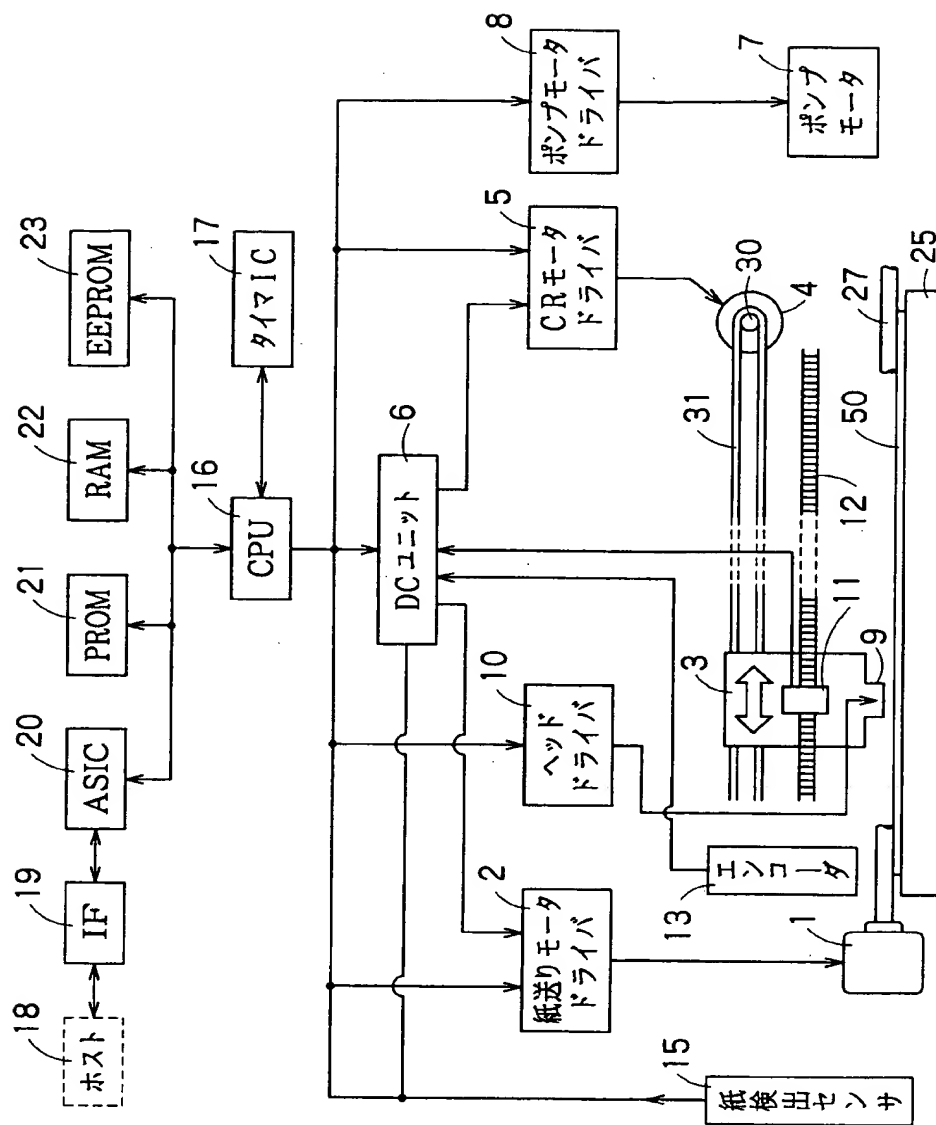 18
ホスト
19
IF
20
ASIC
21
PROM
22
RAM
23
EEPROM
16
CPU
17
タイマIC
6
DCユニット
2
紙送りモータ
ドライバ
10
ヘッド
ドライバ
5
CRモータ
ドライバ
8
ポンプモータ
ドライバ
7
ポンプ
モータ
15
紙検出センサ
13
エンコーダ
1
3
11
9
12
31
30
4
27
50
25